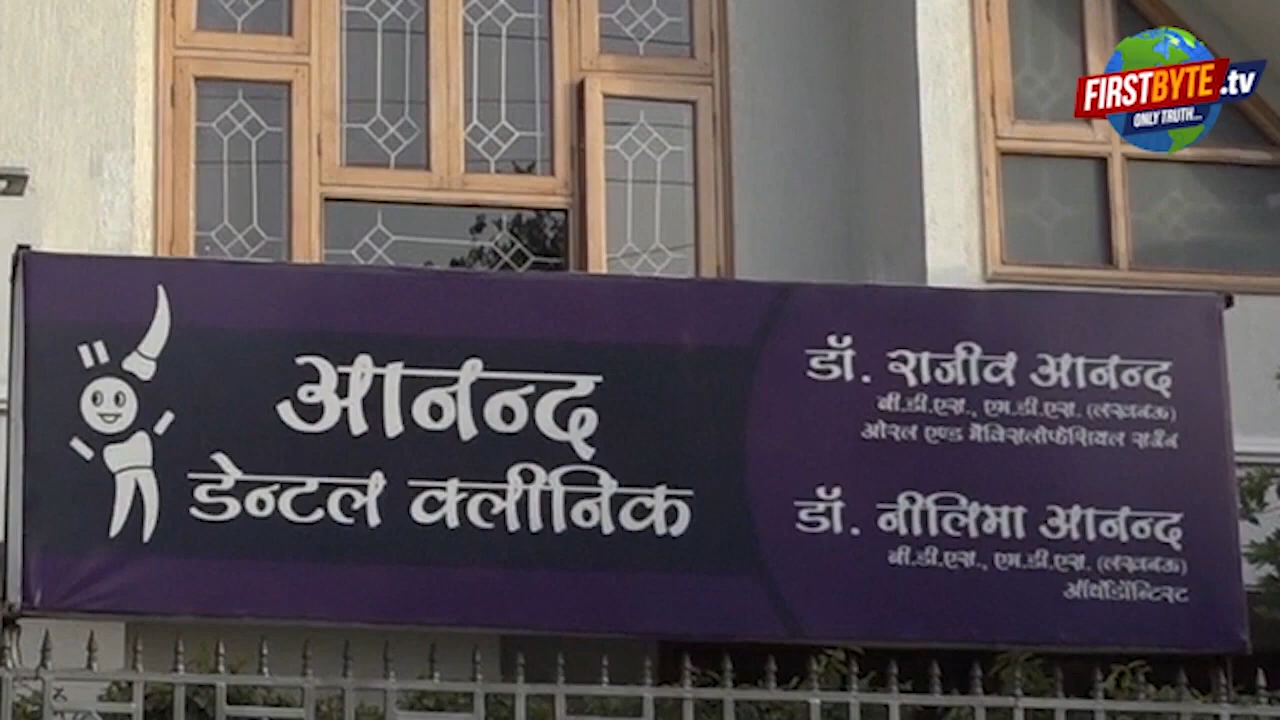 FIRSTBYTE.tv
ONLY TRUTH...
आनन्द
डेन्टल क्लीनिक
डॉ. राजीव आनन्द
बी.डी.एस., एम.डी.एस. (लखनऊ)
ओरल एण्ड मैक्सिलोफेशियल सर्जन
डॉ. नीलिमा आनन्द
बी.डी.एस., एम.डी.एस. (लखनऊ)
ऑर्थोडॉन्टिस्ट